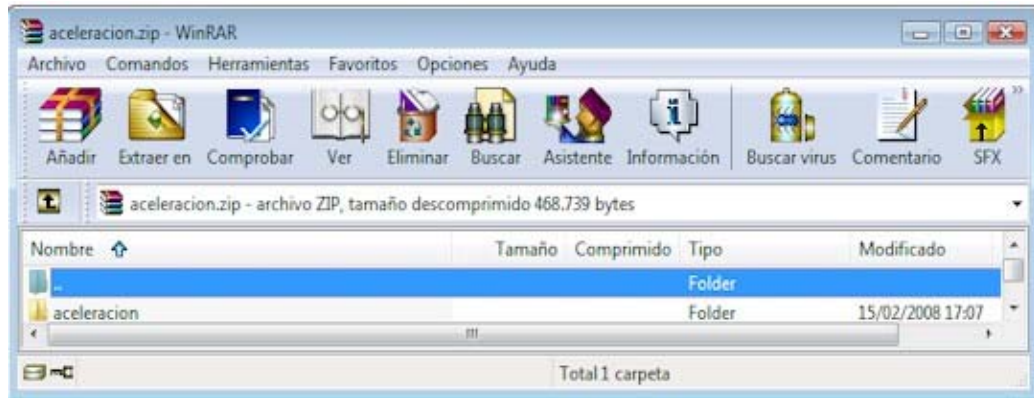 aceleracion.zip - WinRAR
Archivo Comandos Herramientas Favoritos Opciones Ayuda
Añadir Extraer en Comprobar Ver Eliminar Buscar Asistente Información Buscar virus Comentario SFX
aceleracion.zip - archivo ZIP, tamaño descomprimido 468.739 bytes
Nombre Tamaño Comprimido Tipo Modificado
.. Folder
aceleracion Folder 15/02/2008 17:07
Total 1 carpeta